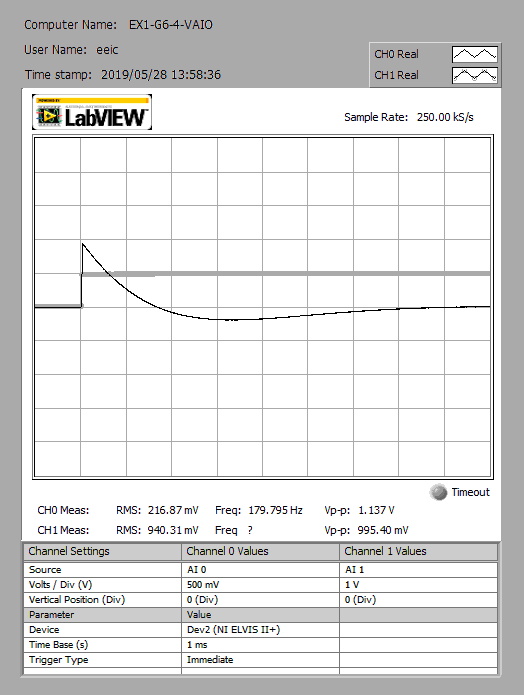 Computer Name: EX1-G6-4-VAIO
User Name: eeic
Time stamp: 2019/05/28 13:58:36
CH0 Real
CH1 Real
POWERED BY
LabVIEW™
Sample Rate: 250.00 kS/s
Timeout
CH0 Meas: RMS: 216.87 mV Freq: 179.795 Hz Vp-p: 1.137 V
CH1 Meas: RMS: 940.31 mV Freq ? Vp-p: 995.40 mV
Channel Settings Channel 0 Values Channel 1 Values
Source AI 0 AI 1
Volts / Div (V) 500 mV 1 V
Vertical Position (Div) 0 (Div) 0 (Div)
Parameter Value
Device Dev2 (NI ELVIS II+)
Time Base (s) 1 ms
Trigger Type Immediate